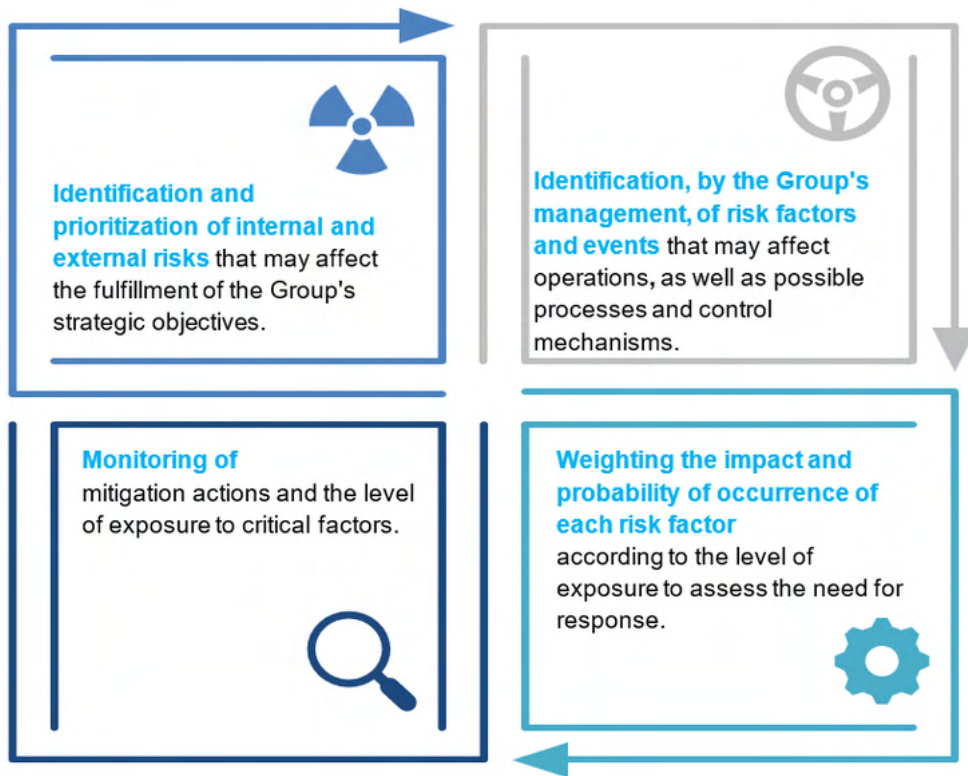 Identification and
prioritization of internal and
external risks that may affect
the fulfillment of the Group's
strategic objectives.
Identification, by the Group's
management, of risk factors
and events that may affect
operations, as well as possible
processes and control
mechanisms.
Weighting the impact and
probability of occurrence of
each risk factor
according to the level of
exposure to assess the need for
response.
Monitoring of
mitigation actions and the level
of exposure to critical factors.